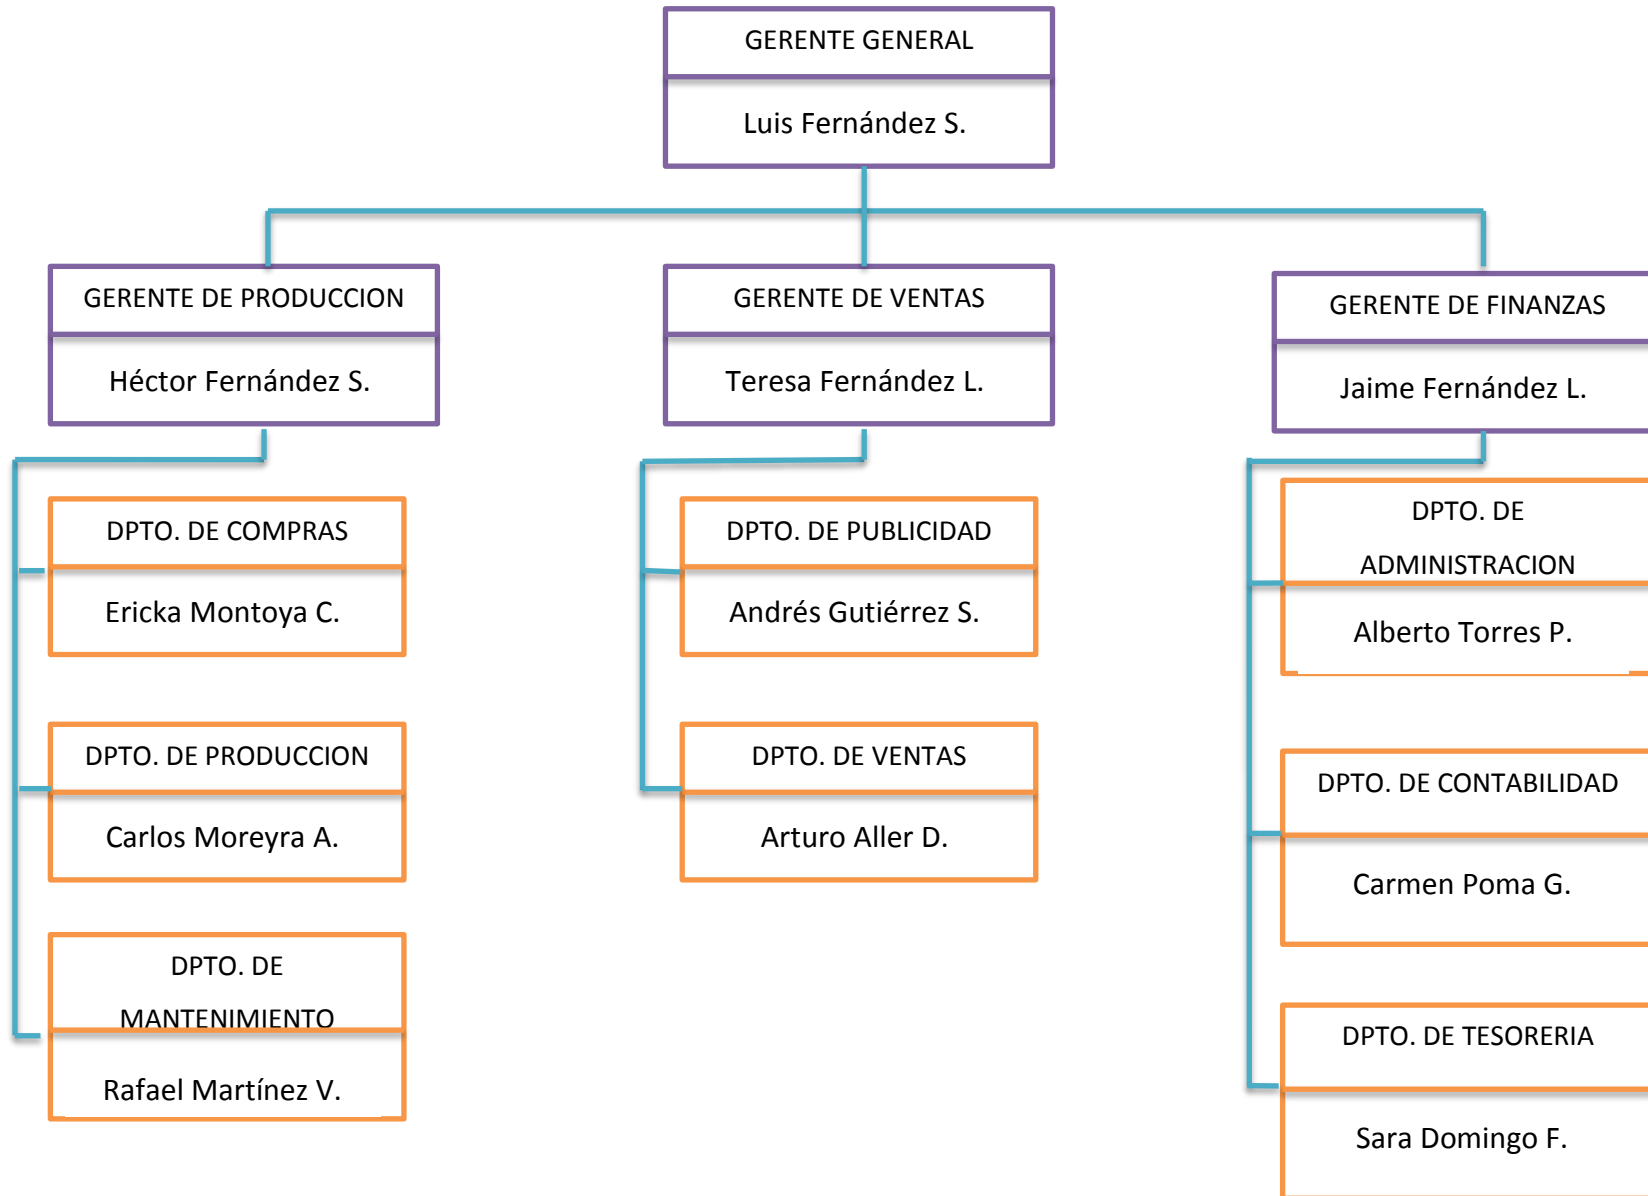 GERENTE GENERAL
Luis Fernández S.
GERENTE DE PRODUCCION
Héctor Fernández S.
DPTO. DE COMPRAS
Ericka Montoya C.
DPTO. DE PRODUCCION
Carlos Moreyra A.
DPTO. DE
MANTENIMIENTO
Rafael Martínez V.
GERENTE DE VENTAS
Teresa Fernández L.
DPTO. DE PUBLICIDAD
Andrés Gutiérrez S.
DPTO. DE VENTAS
Arturo Aller D.
GERENTE DE FINANZAS
Jaime Fernández L.
DPTO. DE
ADMINISTRACION
Alberto Torres P.
DPTO. DE CONTABILIDAD
Carmen Poma G.
DPTO. DE TESORERIA
Sara Domingo F.